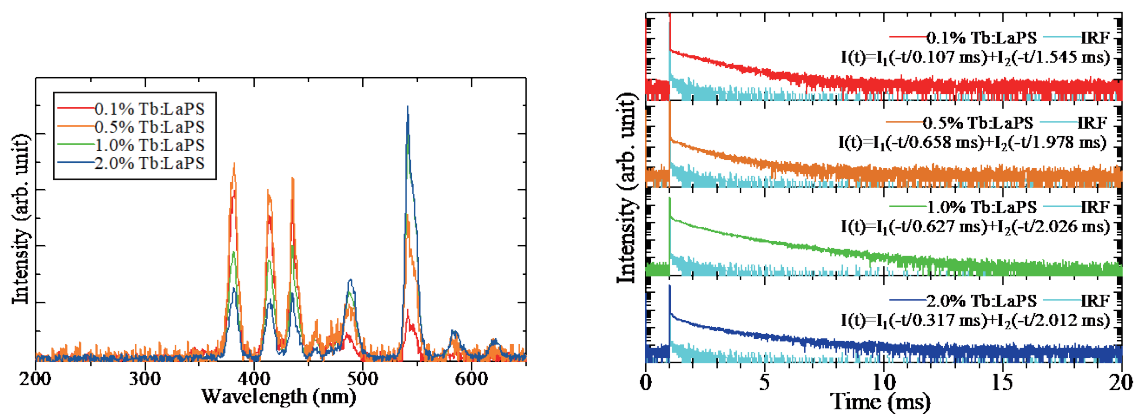 Intensity (arb. unit)
0.1% Tb:LaPS
0.5% Tb:LaPS
1.0% Tb:LaPS
2.0% Tb:LaPS
200 300 400 500 600
Wavelength (nm)
Intensity (arb. unit)
0.1% Tb:LaPS IRF
I(t)=I₁(-t/0.107 ms)+I₂(-t/1.545 ms)
0.5% Tb:LaPS IRF
I(t)=I₁(-t/0.658 ms)+I₂(-t/1.978 ms)
1.0% Tb:LaPS IRF
I(t)=I₁(-t/0.627 ms)+I₂(-t/2.026 ms)
2.0% Tb:LaPS IRF
I(t)=I₁(-t/0.317 ms)+I₂(-t/2.012 ms)
0 5 10 15 20
Time (ms)